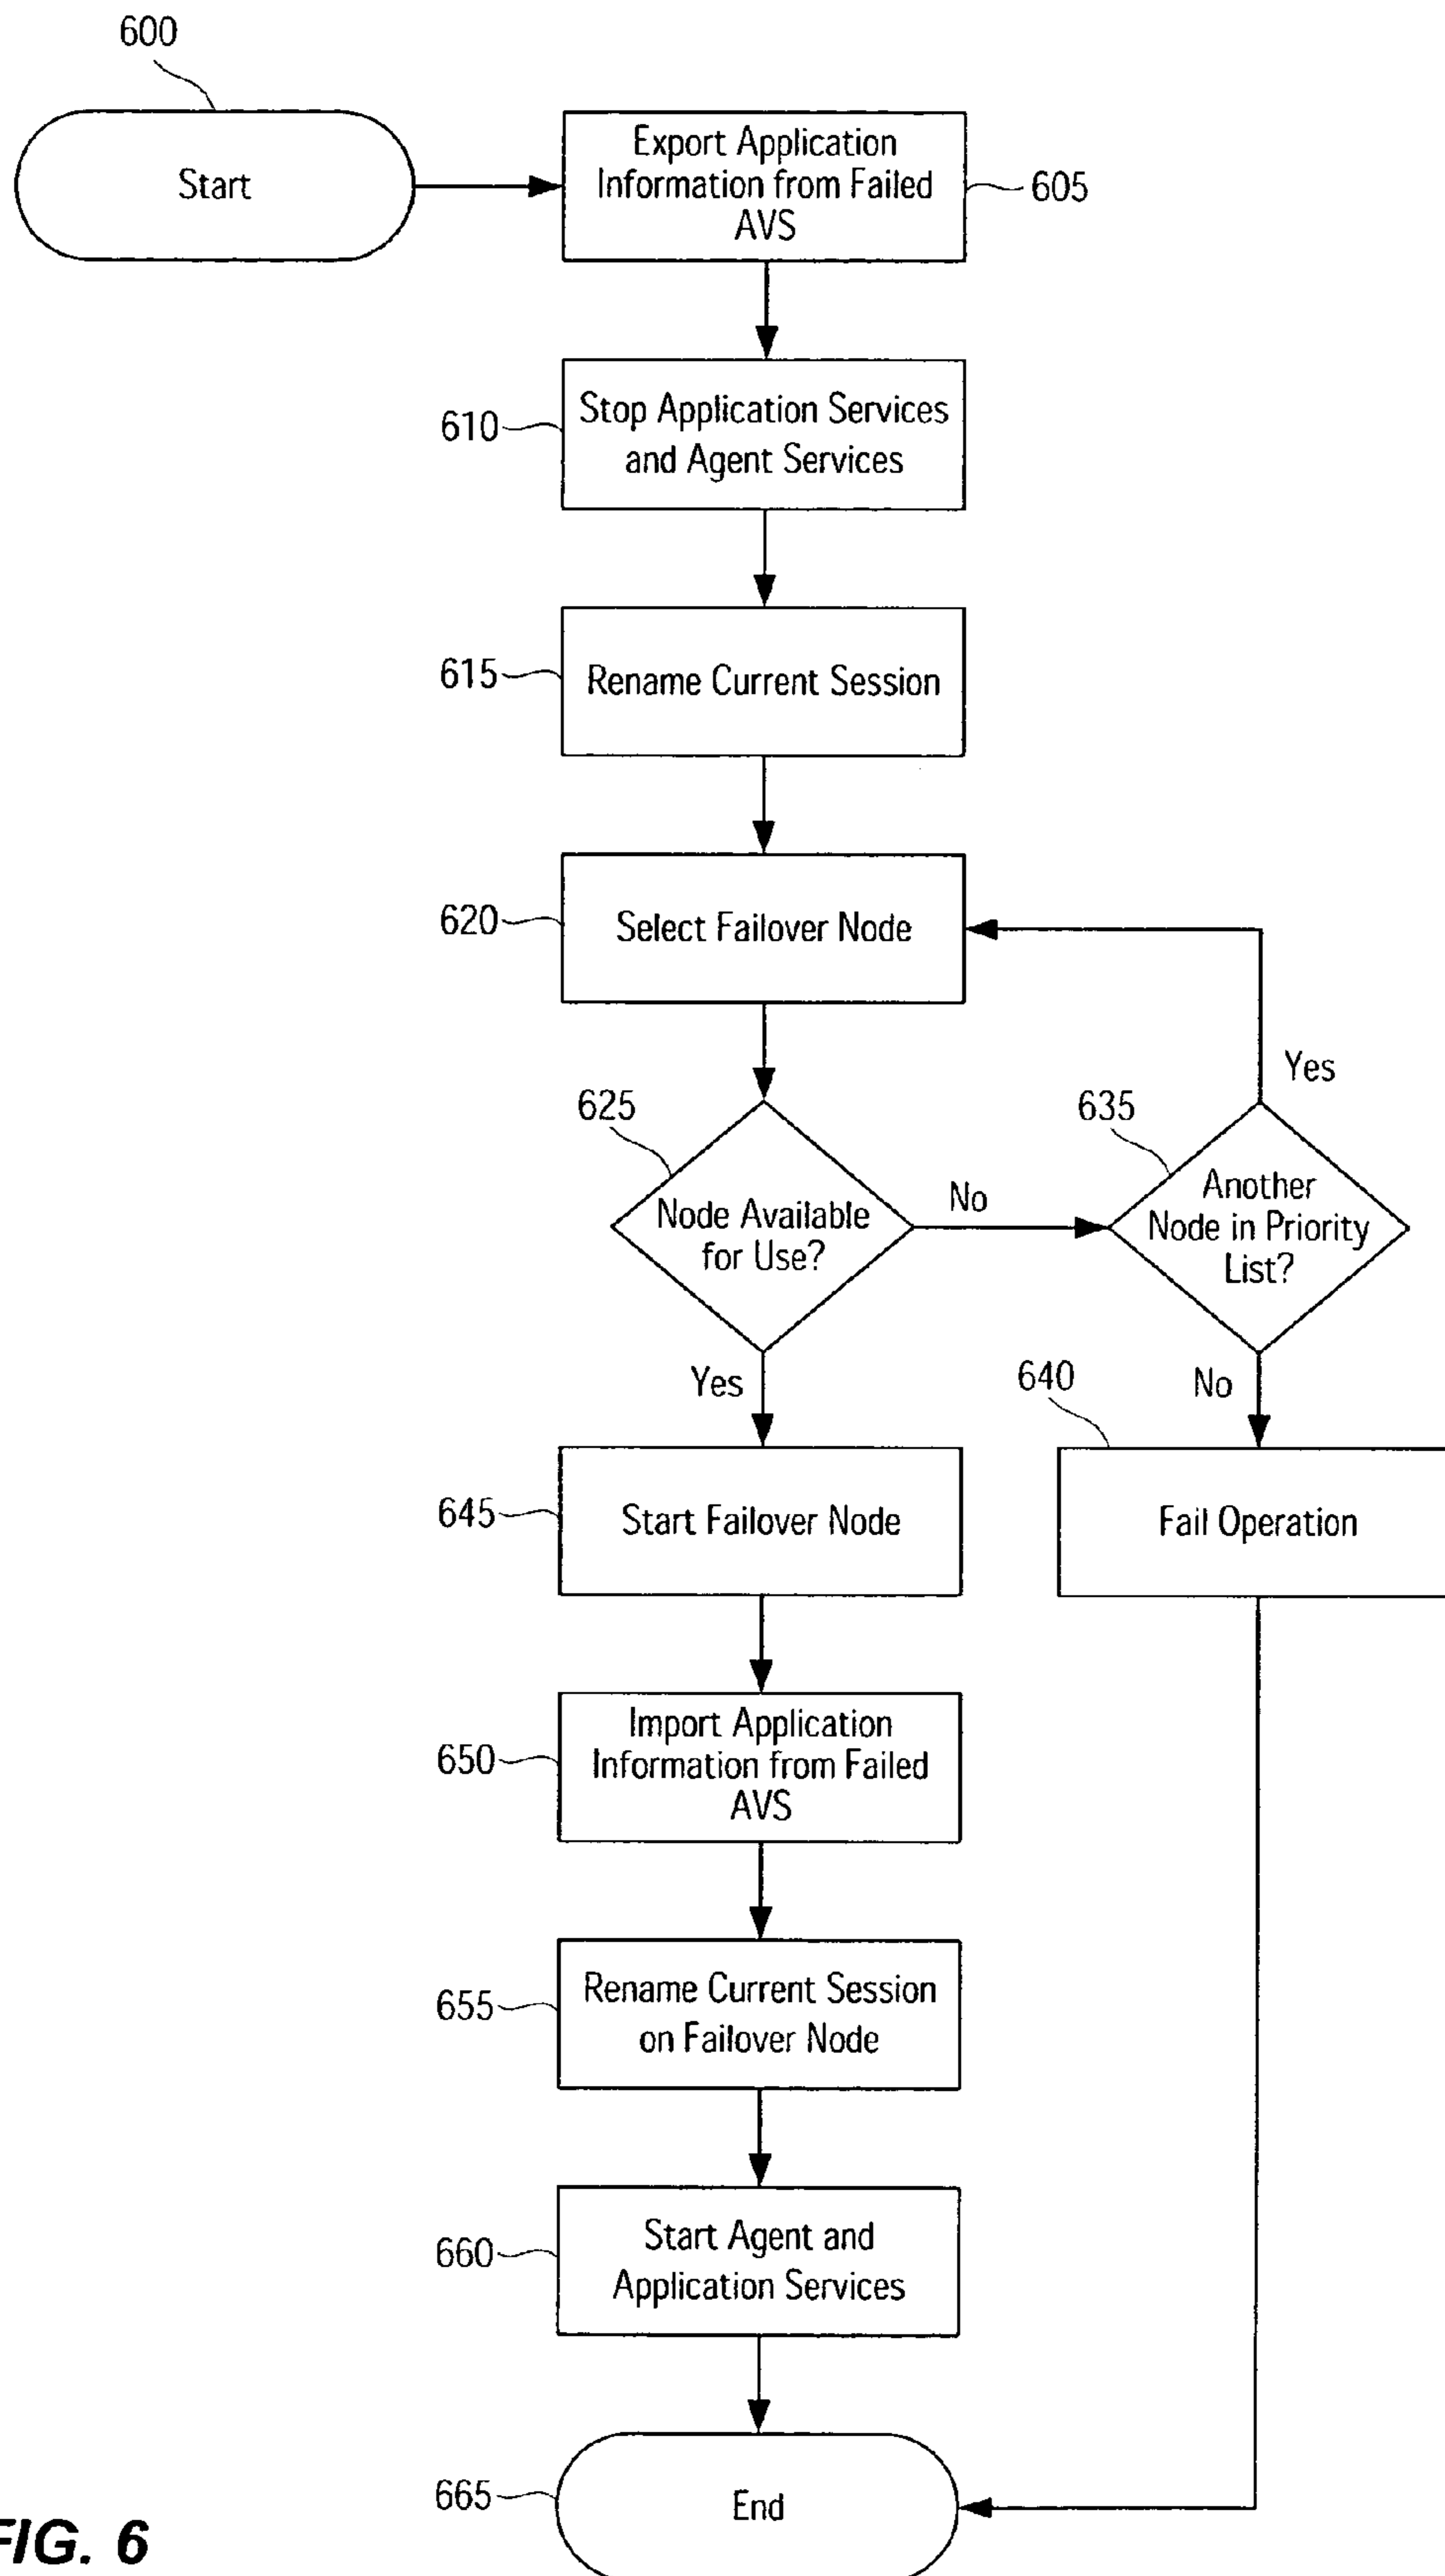 600
Start
Export Application
Information from Failed
AVS
605
610
Stop Application Services
and Agent Services
615
Rename Current Session
620
Select Failover Node
Yes
625
635
Node Available
for Use?
No
Another
Node in Priority
List?
Yes
640
No
645
Start Failover Node
Fail Operation
650
Import Application
Information from Failed
AVS
655
Rename Current Session
on Failover Node
660
Start Agent and
Application Services
665
End
FIG. 6